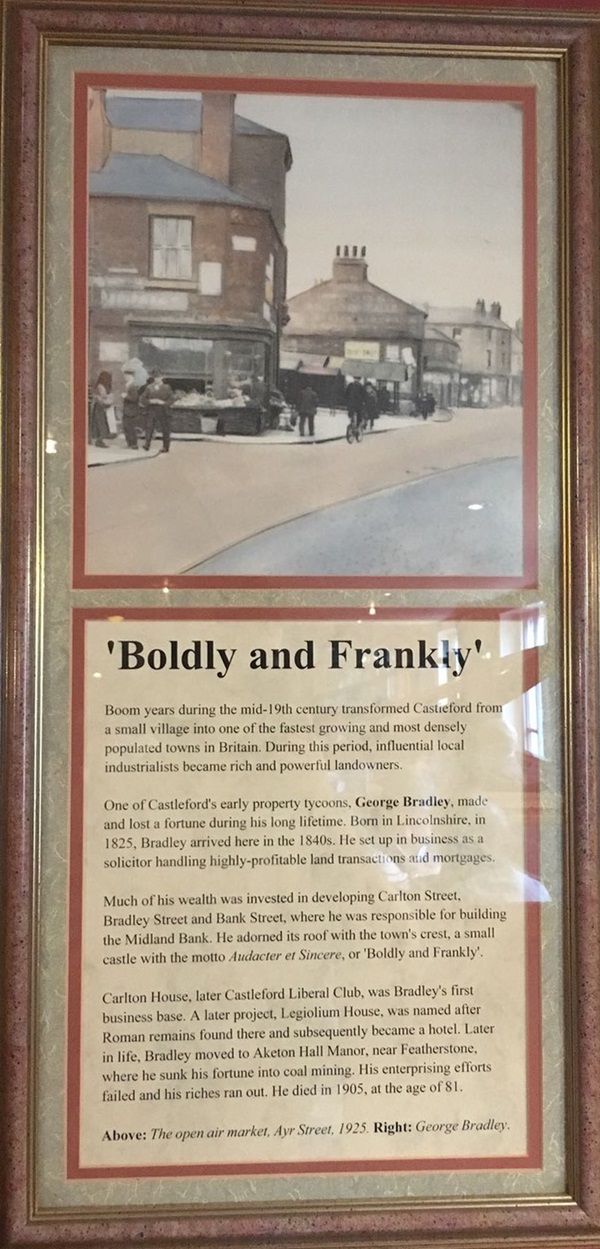 'Boldly and Frankly'
Boom years during the mid-19th century transformed Castleford from
a small village into one of the fastest growing and most densely
populated towns in Britain. During this period, influential local
industrialists became rich and powerful landowners.
One of Castleford's early property tycoons, George Bradley, made
and lost a fortune during his long lifetime. Born in Lincolnshire, in
1825, Bradley arrived here in the 1840s. He set up in business as a
solicitor handling highly-profitable land transactions and mortgages.
Much of his wealth was invested in developing Carlton Street,
Bradley Street and Bank Street, where he was responsible for building
the Midland Bank. He adorned its roof with the town's crest, a small
castle with the motto Audacter et Sincere, or 'Boldly and Frankly'.
Carlton House, later Castleford Liberal Club, was Bradley's first
business base. A later project, Legiolium House, was named after
Roman remains found there and subsequently became a hotel. Later
in life, Bradley moved to Aketon Hall Manor, near Featherstone,
where he sunk his fortune into coal mining. His enterprising efforts
failed and his riches ran out. He died in 1905, at the age of 81.
Above: The open air market, Ayr Street, 1925. Right: George Bradley.